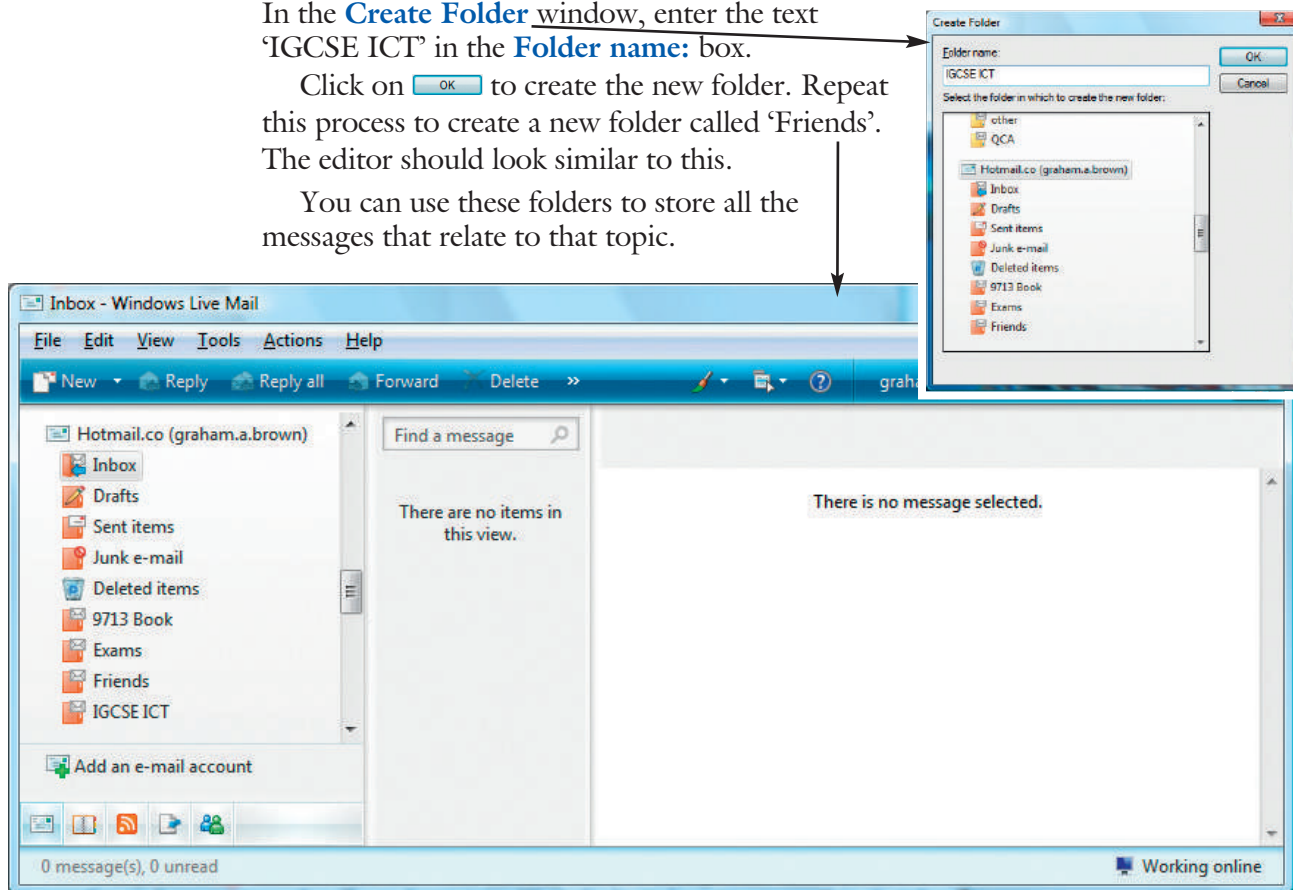 In the Create Folder window, enter the text
‘IGCSE ICT’ in the Folder name: box.
Click on OK to create the new folder. Repeat
this process to create a new folder called ‘Friends’.
The editor should look similar to this.
You can use these folders to store all the
messages that relate to that topic.
Create Folder
Folder name:
IGCSE ICT
OK
Cancel
Select the folder in which to create the new folder:
other
QCA
Hotmail.co (graham.a.brown)
Inbox
Drafts
Sent items
Junk e-mail
Deleted items
9713 Book
Exams
Friends
Inbox - Windows Live Mail
File Edit View Tools Actions Help
New Reply Reply all Forward Delete » grah
Hotmail.co (graham.a.brown)
Inbox
Drafts
Sent items
Junk e-mail
Deleted items
9713 Book
Exams
Friends
IGCSE ICT
Add an e-mail account
Find a message
There are no items in
this view.
There is no message selected.
0 message(s), 0 unread
Working online